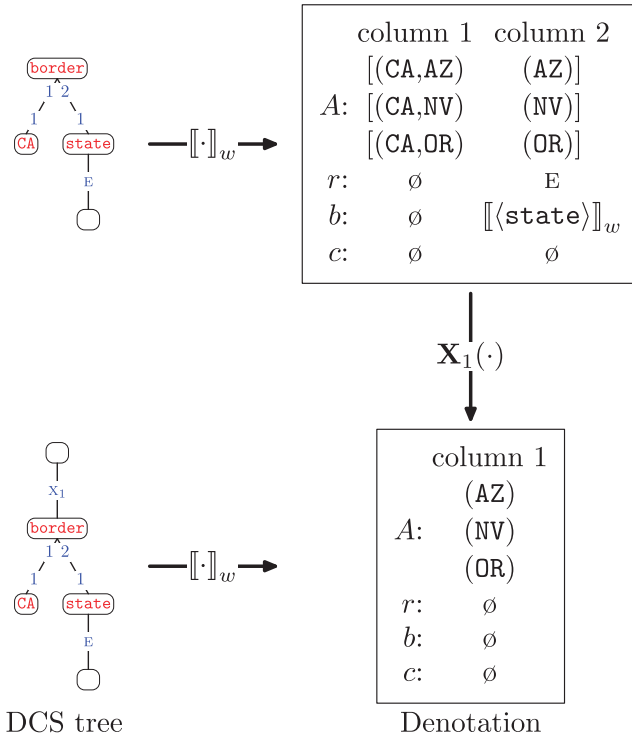 border
1 2
1 1
CA state
E
⟦·⟧w
column 1 column 2
[(CA,AZ) (AZ)]
A: [(CA,NV) (NV)]
[(CA,OR) (OR)]
r: ø E
b: ø ⟦⟨state⟩⟧w
c: ø ø
X1(·)
X1
border
1 2
1 1
CA state
E
⟦·⟧w
column 1
(AZ)
A: (NV)
(OR)
r: ø
b: ø
c: ø
DCS tree
Denotation